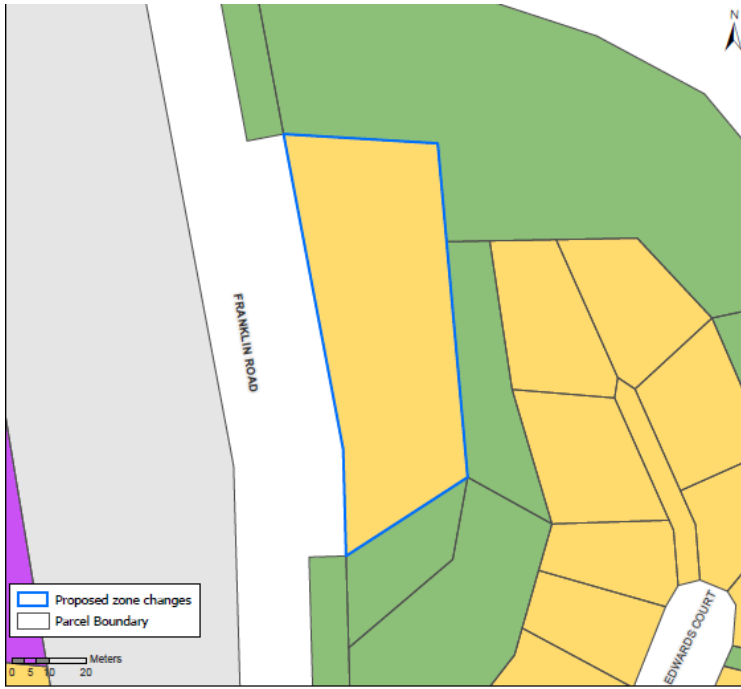 N
FRANKLIN ROAD
EDWARDS COURT
Proposed zone changes
Parcel Boundary
Meters
0 5 10 20